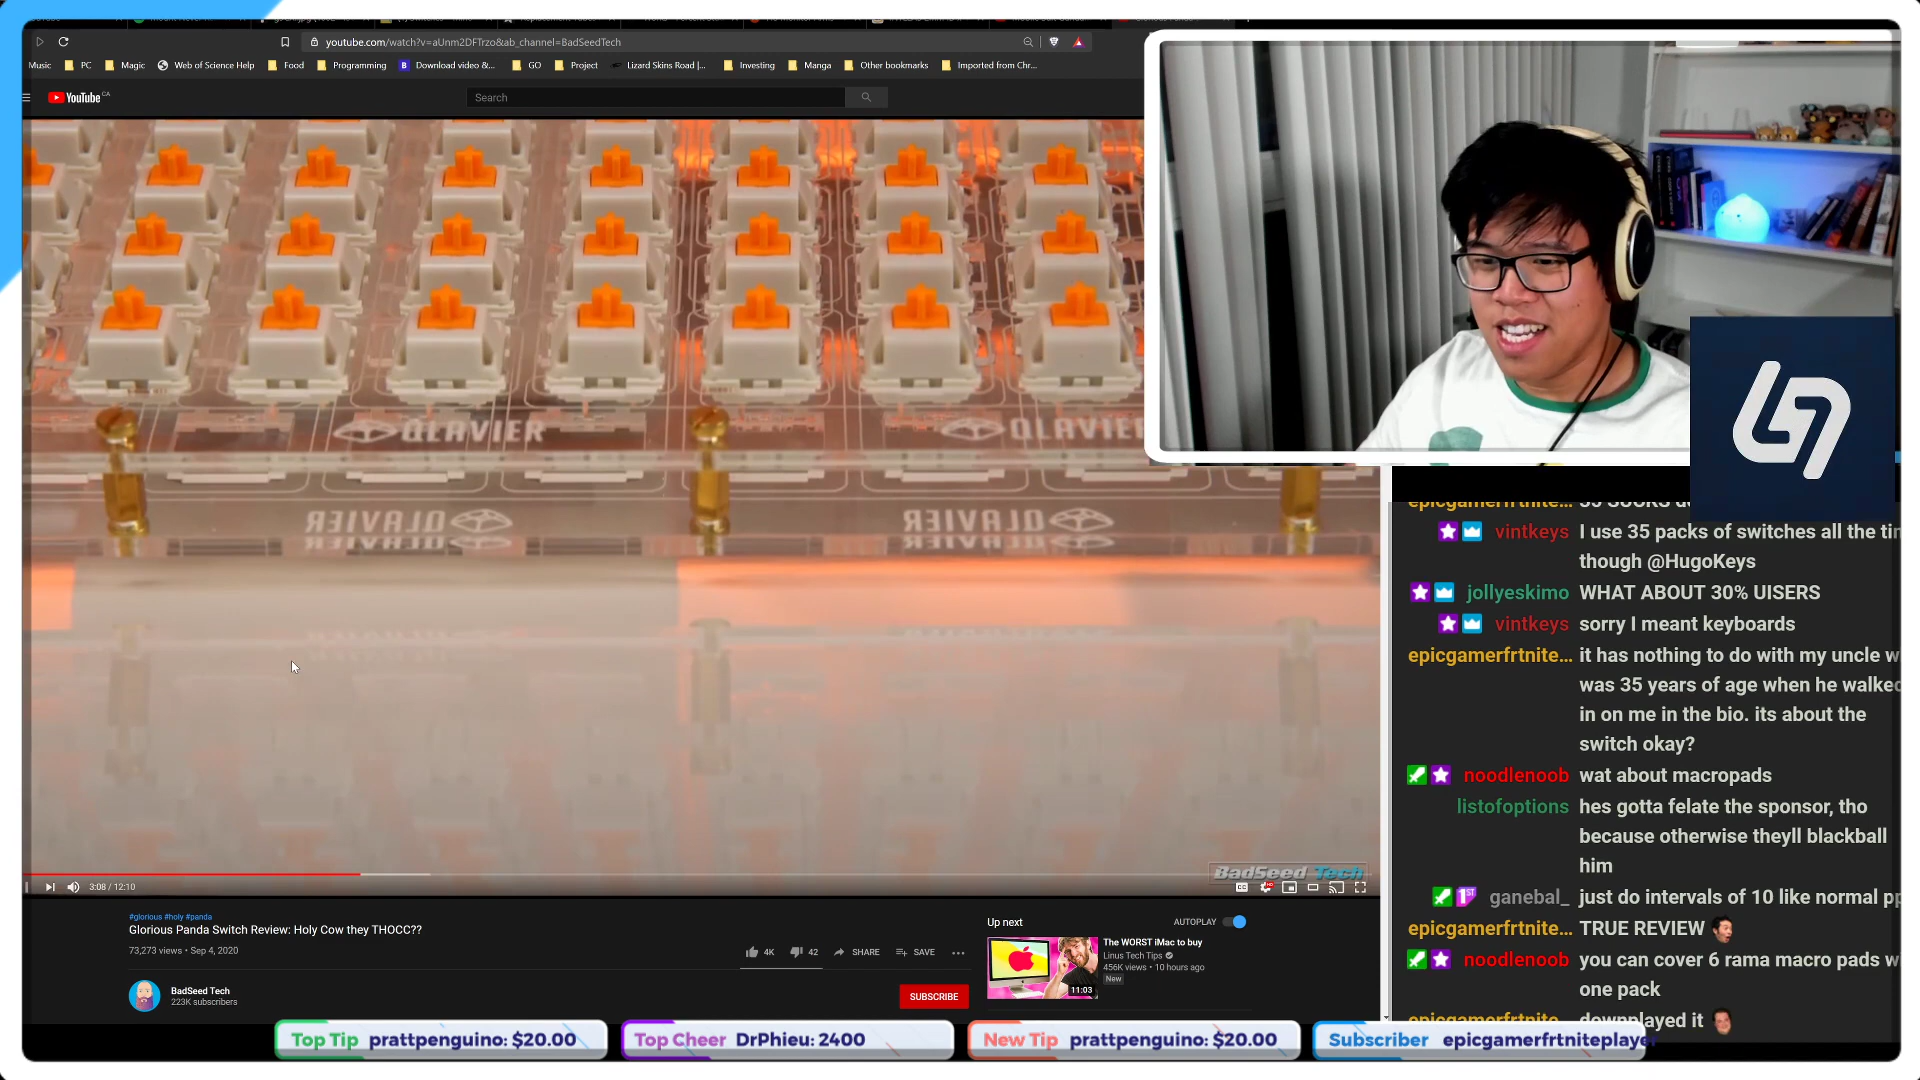 youtube.com/watch?v=aUnm2DFTrzo&ab_channel=BadSeedTech
Music PC Magic Web of Science Help Food Programming Download video &... GO Project Lizard Skins Road |... Investing Manga Other bookmarks Imported from Chr...
YouTube CA
Search
QLAVIER QLAVIER
BadSeed Tech
3:08 / 12:10
#glorious #holy #panda
Glorious Panda Switch Review: Holy Cow they THOCC??
73,273 views • Sep 4, 2020
4K 42 SHARE SAVE
BadSeed Tech
223K subscribers
SUBSCRIBE
Up next
AUTOPLAY
The WORST iMac to buy
Linus Tech Tips
456K views • 10 hours ago
New
11:03
vintkeys I use 35 packs of switches all the
though @HugoKeys
jollyeskimo WHAT ABOUT 30% UISERS
vintkeys sorry I meant keyboards
epicgamerfrtnite... it has nothing to do with my uncle w
was 35 years of age when he walked
in on me in the bio. its about the
switch okay?
noodlenoob wat about macropads
listofoptions hes gotta felate the sponsor, tho
because otherwise theyll blackball
him
ganebal_ just do intervals of 10 like normal pp
epicgamerfrtnite... TRUE REVIEW
noodlenoob you can cover 6 rama macro pads w
one pack
downplayed it
Top Tip prattpenguino: $20.00
Top Cheer DrPhieu: 2400
New Tip prattpenguino: $20.00
Subscriber epicgamerfrtniteplayer